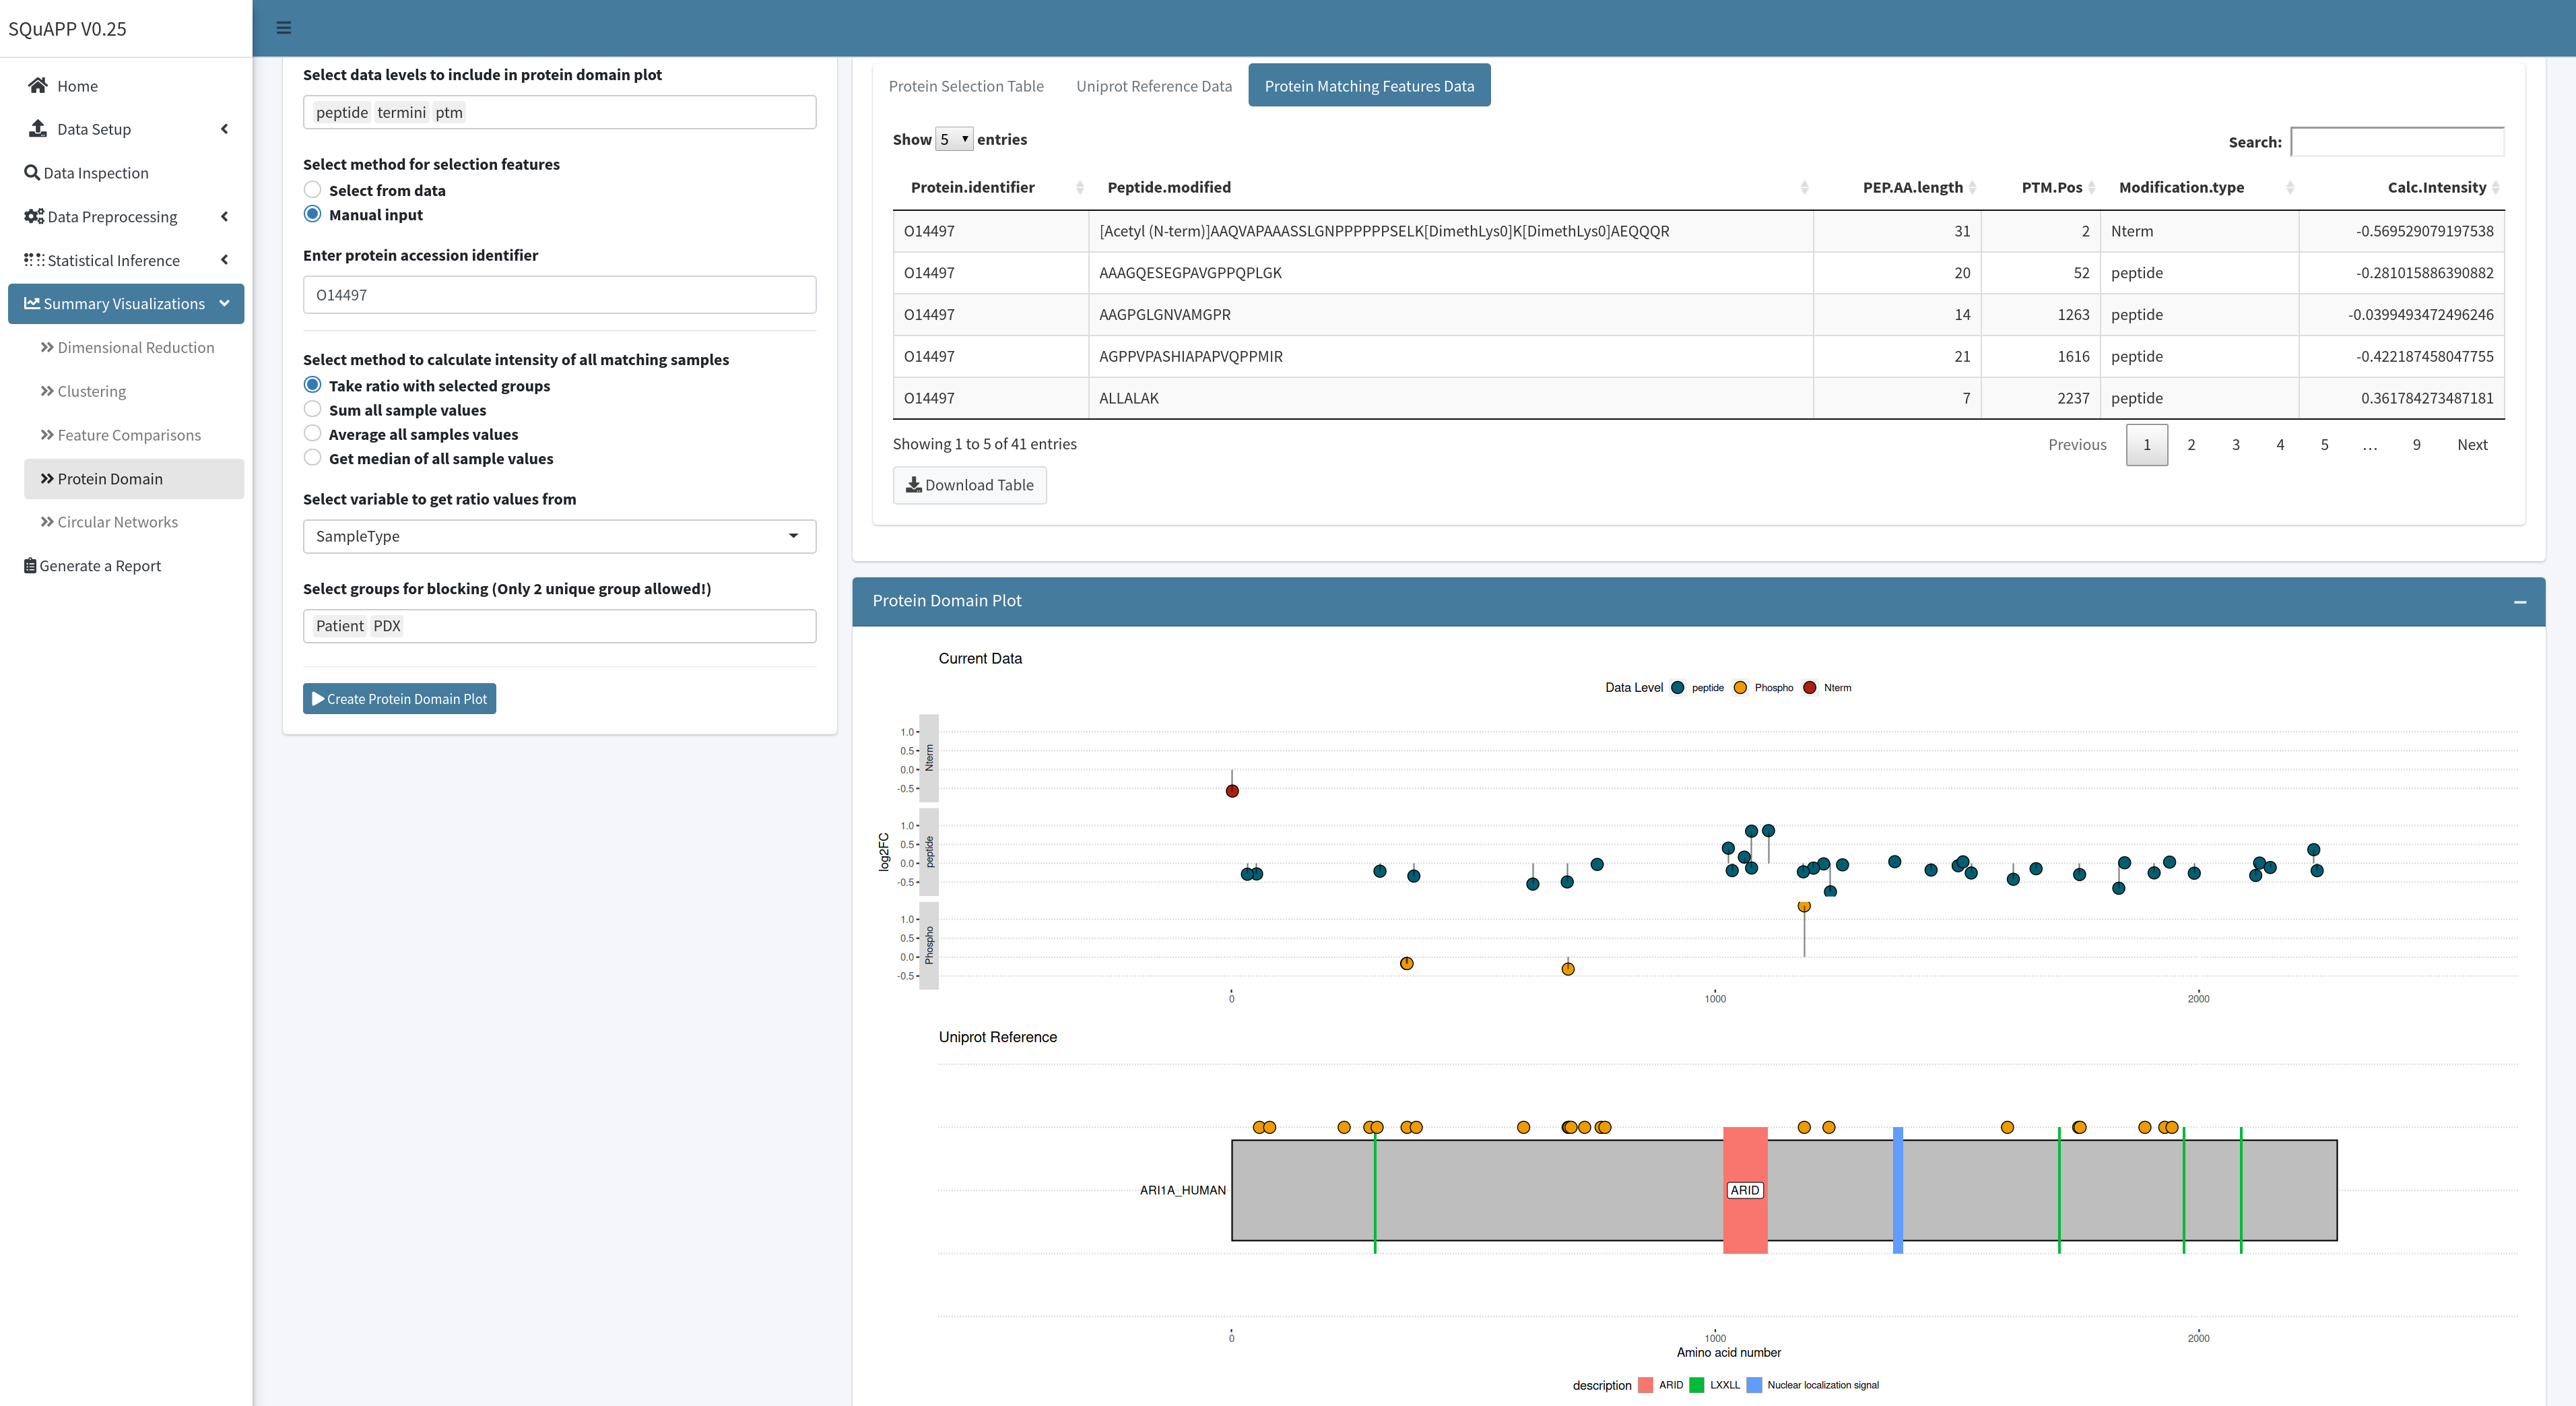 SQuAPP V0.25
Home
Data Setup
Data Inspection
Data Preprocessing
Statistical Inference
Summary Visualizations
Dimensional Reduction
Clustering
Feature Comparisons
Protein Domain
Circular Networks
Generate a Report
Select data levels to include in protein domain plot
peptide termini ptm
Select method for selection features
Select from data
Manual input
Enter protein accession identifier
O14497
Select method to calculate intensity of all matching samples
Take ratio with selected groups
Sum all sample values
Average all samples values
Get median of all sample values
Select variable to get ratio values from
SampleType
Select groups for blocking (Only 2 unique group allowed!)
Patient PDX
Create Protein Domain Plot
Protein Selection Table Uniprot Reference Data Protein Matching Features Data
Show 5 entries Search:
Protein.identifier Peptide.modified PEP.AA.length PTM.Pos Modification.type Calc.Intensity
O14497 [Acetyl (N-term)]AAQVAPAAASSLGNPPPPPPSELK[DimethLys0]K[DimethLys0]AEQQQR 31 2 Nterm -0.569529079197538
O14497 AAAGQESEGPAVGPPQPLGK 20 52 peptide -0.281015886390882
O14497 AAGPGLGNVAMGPR 14 1263 peptide -0.0399493472496246
O14497 AGPPVPASHIAPAPVQPPMIR 21 1616 peptide -0.422187458047755
O14497 ALLALAK 7 2237 peptide 0.361784273487181
Showing 1 to 5 of 41 entries Previous 1 2 3 4 5 … 9 Next
Download Table
Protein Domain Plot
Current Data
Data Level peptide Phospho Nterm
log2FC
Nterm
1.0
0.5
0.0
-0.5
peptide
1.0
0.5
0.0
-0.5
Phospho
1.0
0.5
0.0
-0.5
0 1000 2000
Uniprot Reference
ARI1A_HUMAN ARID
0 1000 2000
Amino acid number
description ARID LXXLL Nuclear localization signal